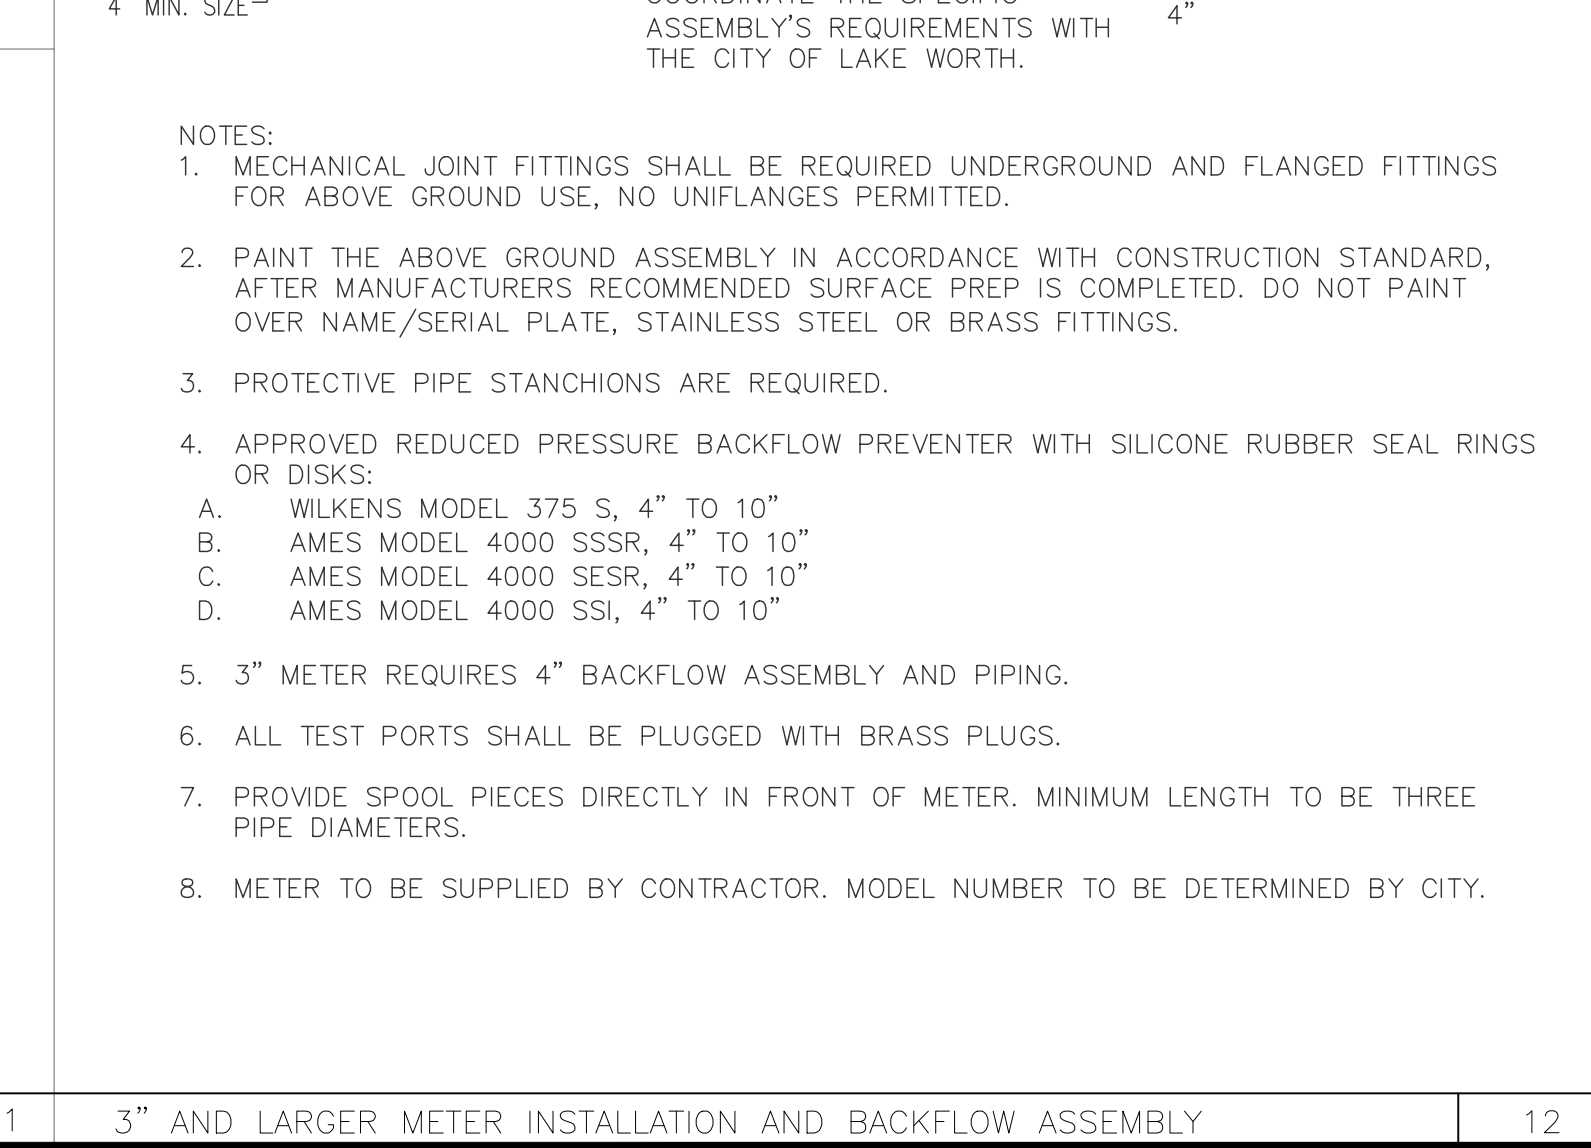 4" MIN. SIZE
COORDINATE THE SPECIFIC
ASSEMBLY'S REQUIREMENTS WITH
THE CITY OF LAKE WORTH.
4"
NOTES:
1. MECHANICAL JOINT FITTINGS SHALL BE REQUIRED UNDERGROUND AND FLANGED FITTINGS
FOR ABOVE GROUND USE, NO UNIFLANGES PERMITTED.
2. PAINT THE ABOVE GROUND ASSEMBLY IN ACCORDANCE WITH CONSTRUCTION STANDARD,
AFTER MANUFACTURERS RECOMMENDED SURFACE PREP IS COMPLETED. DO NOT PAINT
OVER NAME/SERIAL PLATE, STAINLESS STEEL OR BRASS FITTINGS.
3. PROTECTIVE PIPE STANCHIONS ARE REQUIRED.
4. APPROVED REDUCED PRESSURE BACKFLOW PREVENTER WITH SILICONE RUBBER SEAL RINGS
OR DISKS:
A. WILKENS MODEL 375 S, 4" TO 10"
B. AMES MODEL 4000 SSSR, 4" TO 10"
C. AMES MODEL 4000 SESR, 4" TO 10"
D. AMES MODEL 4000 SSI, 4" TO 10"
5. 3" METER REQUIRES 4" BACKFLOW ASSEMBLY AND PIPING.
6. ALL TEST PORTS SHALL BE PLUGGED WITH BRASS PLUGS.
7. PROVIDE SPOOL PIECES DIRECTLY IN FRONT OF METER. MINIMUM LENGTH TO BE THREE
PIPE DIAMETERS.
8. METER TO BE SUPPLIED BY CONTRACTOR. MODEL NUMBER TO BE DETERMINED BY CITY.
1
3" AND LARGER METER INSTALLATION AND BACKFLOW ASSEMBLY
12